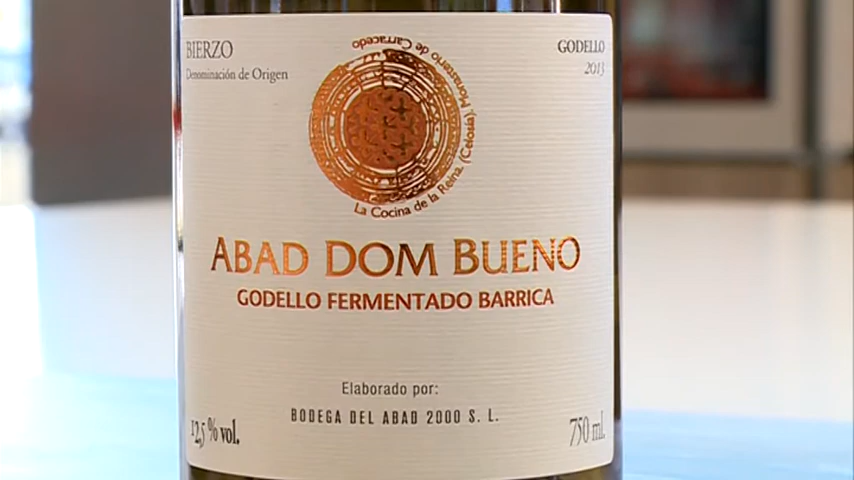 BIERZO
Denominación de Origen
GODELLO
2013
La Cocina de la Reina. (Celosía). Monasterio de Carracedo
ABAD DOM BUENO
GODELLO FERMENTADO BARRICA
Elaborado por:
BODEGA DEL ABAD 2000 S. L.
12,5 % vol.
750 ml.